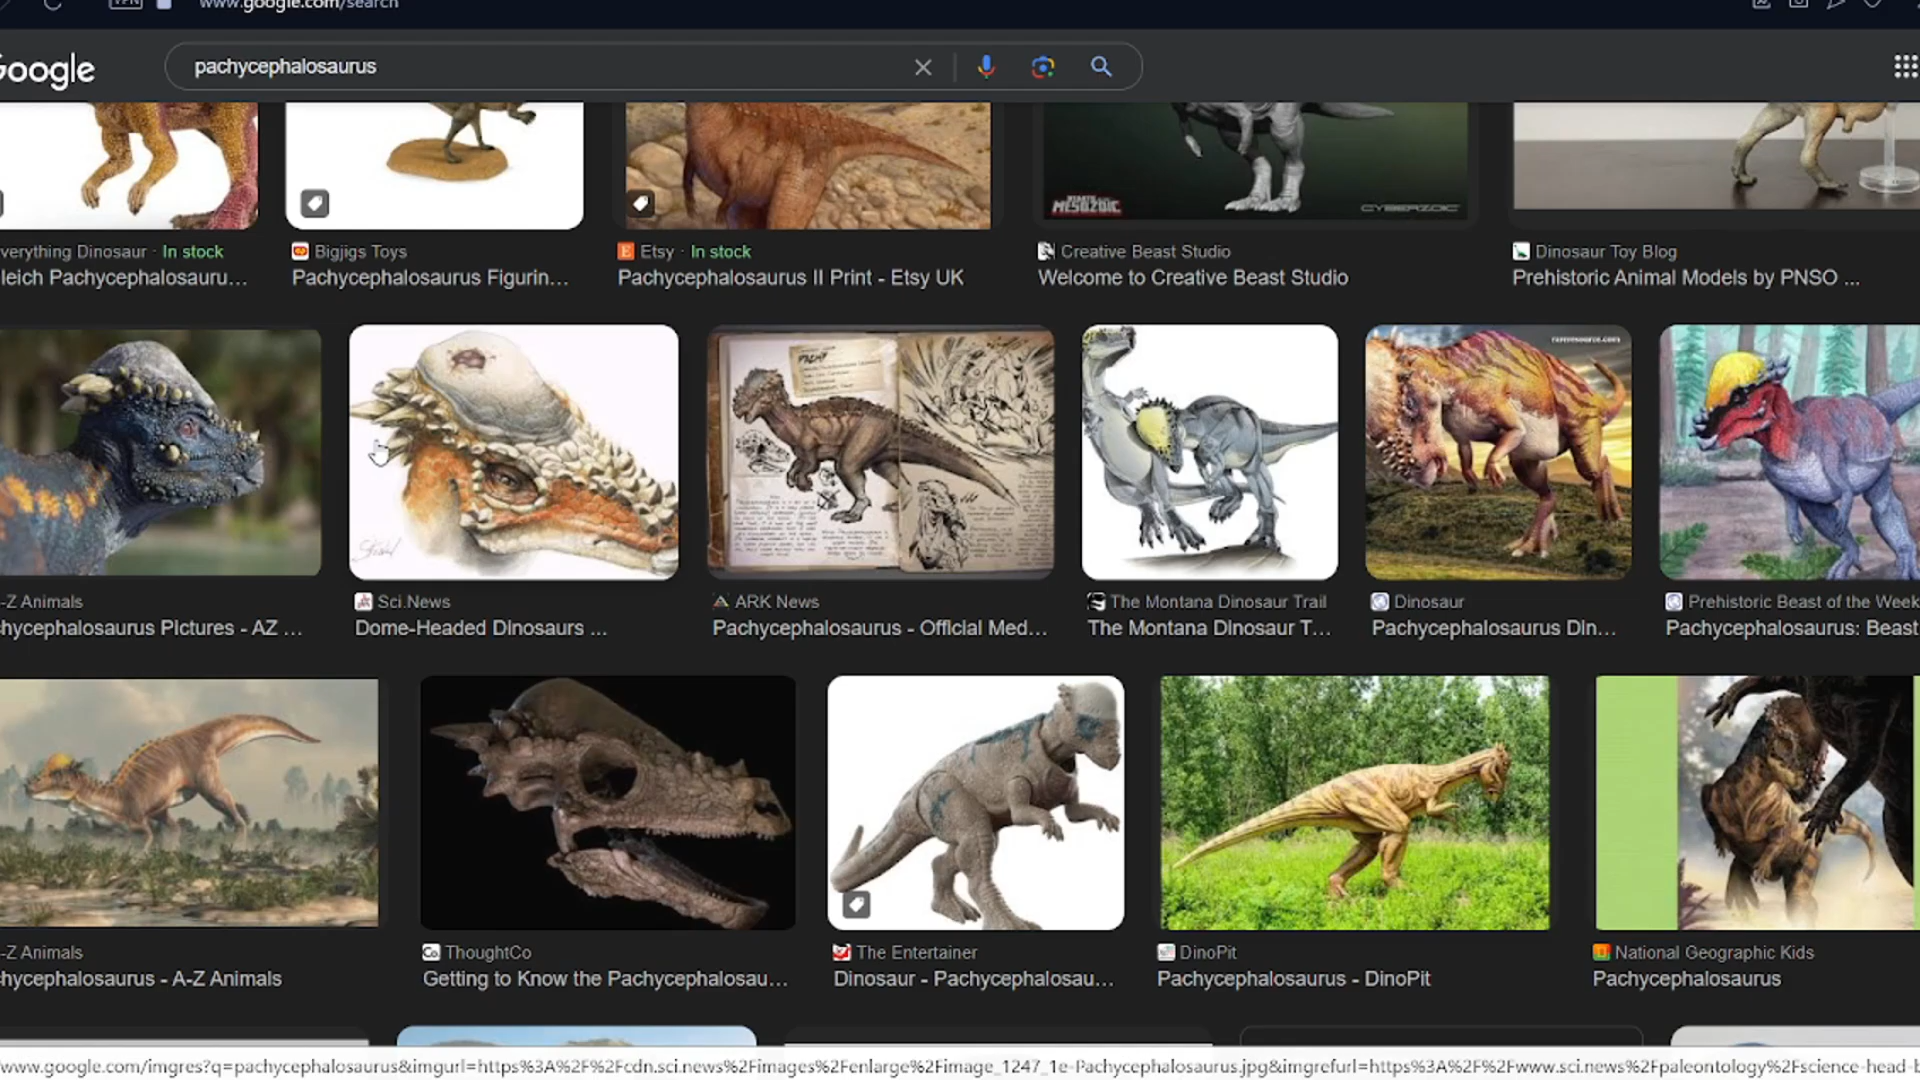 www.google.com/search
Google
pachycephalosaurus
verything Dinosaur · In stock
leich Pachycephalosauru...
Bigjigs Toys
Pachycephalosaurus Figurin...
Etsy · In stock
Pachycephalosaurus II Print - Etsy UK
MESOZOIC
CYBERZOIC
Creative Beast Studio
Welcome to Creative Beast Studio
Dinosaur Toy Blog
Prehistoric Animal Models by PNSO ...
-Z Animals
hycephalosaurus Pictures - AZ ...
Sci.News
Dome-Headed Dinosaurs ...
ARK News
Pachycephalosaurus - Official Med...
The Montana Dinosaur Trail
The Montana Dinosaur T...
Dinosaur
Pachycephalosaurus Din...
Prehistoric Beast of the Week
Pachycephalosaurus: Beast
-Z Animals
hycephalosaurus - A-Z Animals
ThoughtCo
Getting to Know the Pachycephalosau...
The Entertainer
Dinosaur - Pachycephalosau...
DinoPit
Pachycephalosaurus - DinoPit
National Geographic Kids
Pachycephalosaurus
www.google.com/imgres?q=pachycephalosaurus&imgurl=https%3A%2F%2Fcdn.sci.news%2Fimages%2Fenlarge%2Fimage_1247_1e-Pachycephalosaurus.jpg&imgrefurl=https%3A%2F%2Fwww.sci.news%2Fpaleontology%2Fscience-head-b